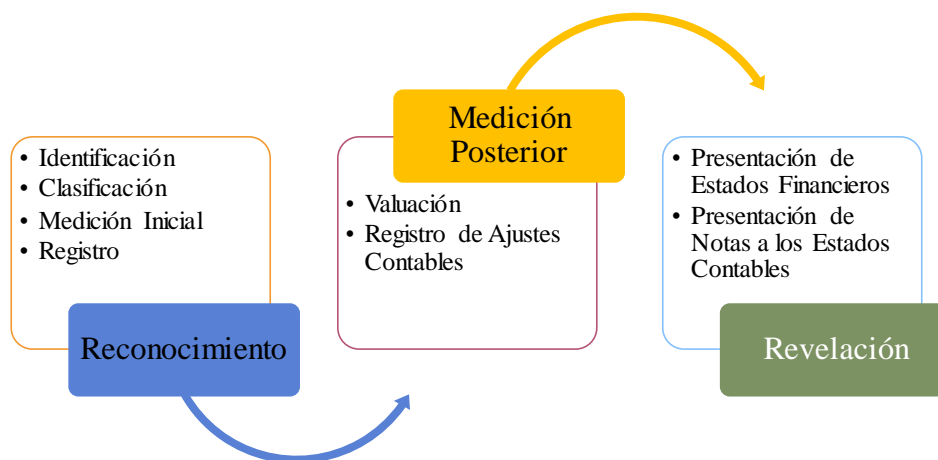 • Identificación
• Clasificación
• Medición Inicial
• Registro
Reconocimiento
Medición
Posterior
• Valuación
• Registro de Ajustes
Contables
• Presentación de
Estados Financieros
• Presentación de
Notas a los Estados
Contables
Revelación